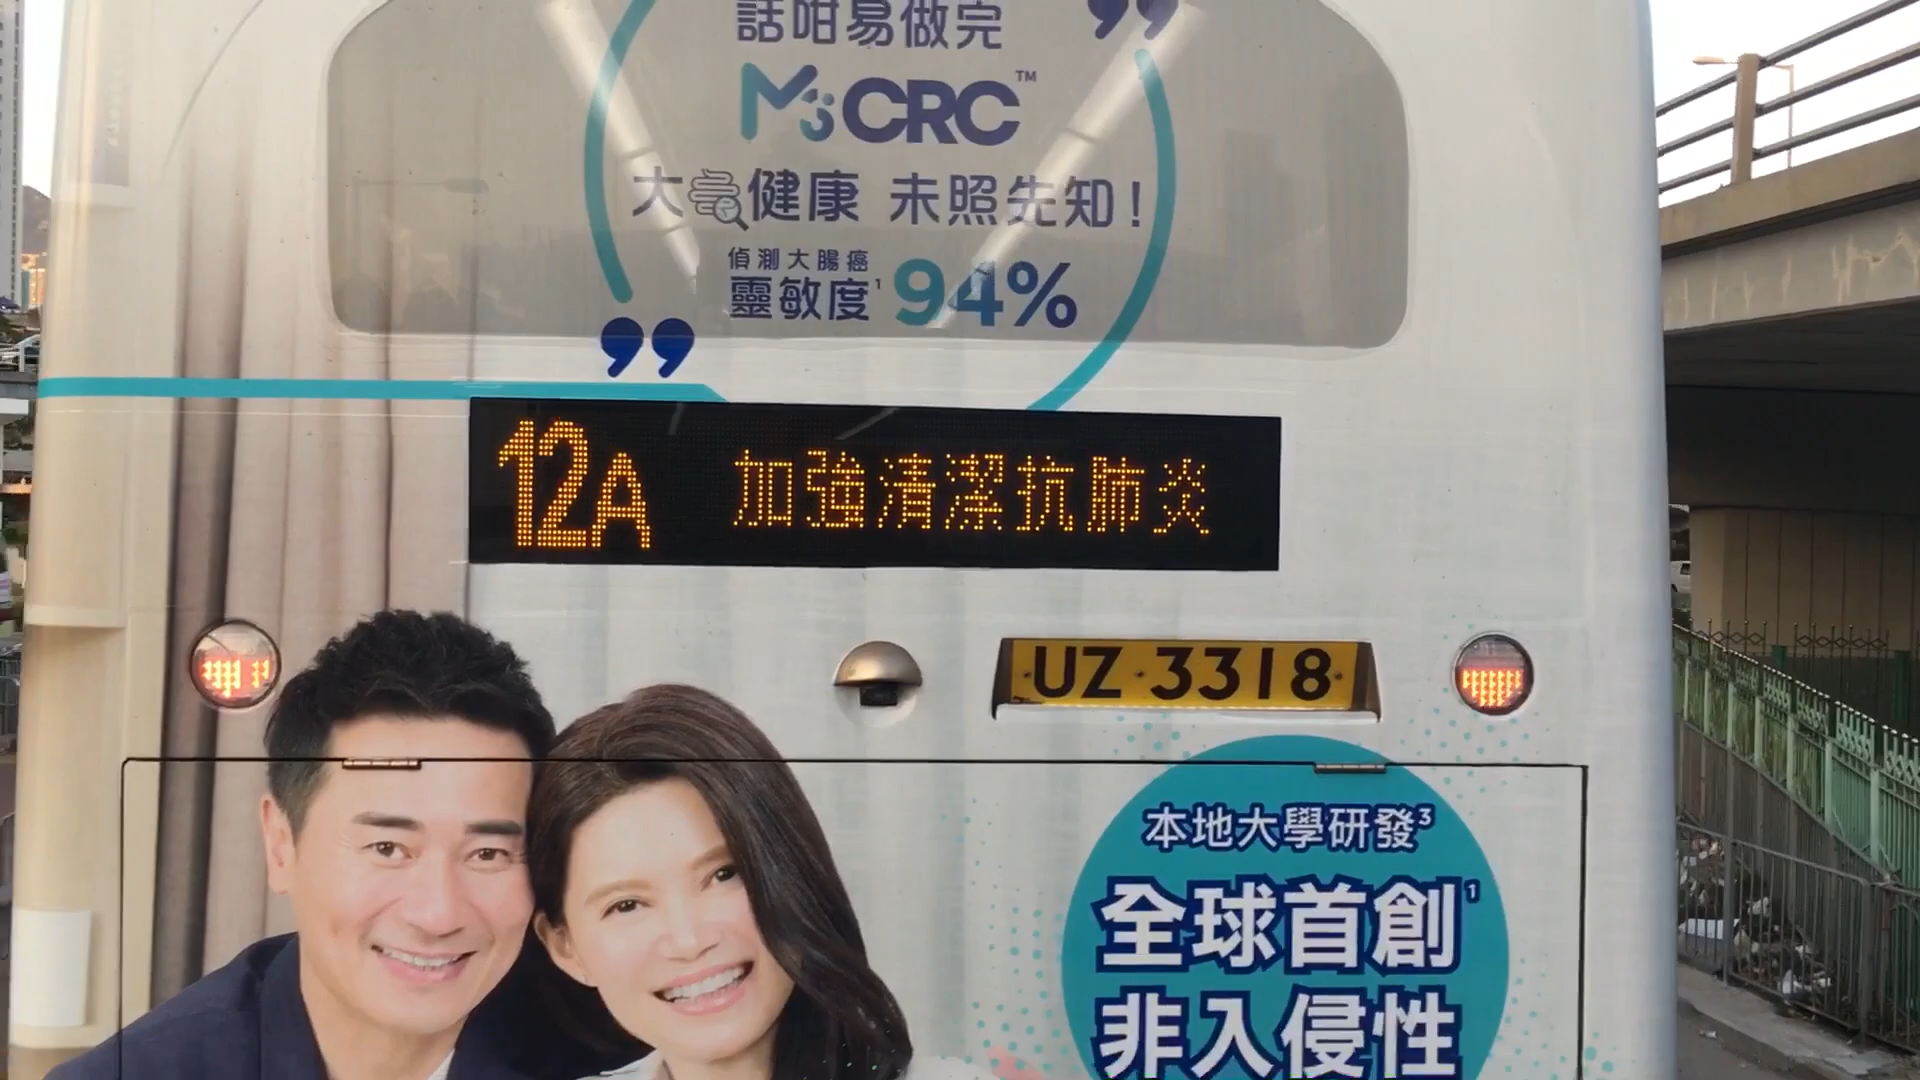 話咁易做完
M3CRC™
大健康 未照先知！
偵測大腸癌
靈敏度¹ 94%
12A 加強清潔抗肺炎
UZ 3318
本地大學研發³
全球首創¹
非入侵性